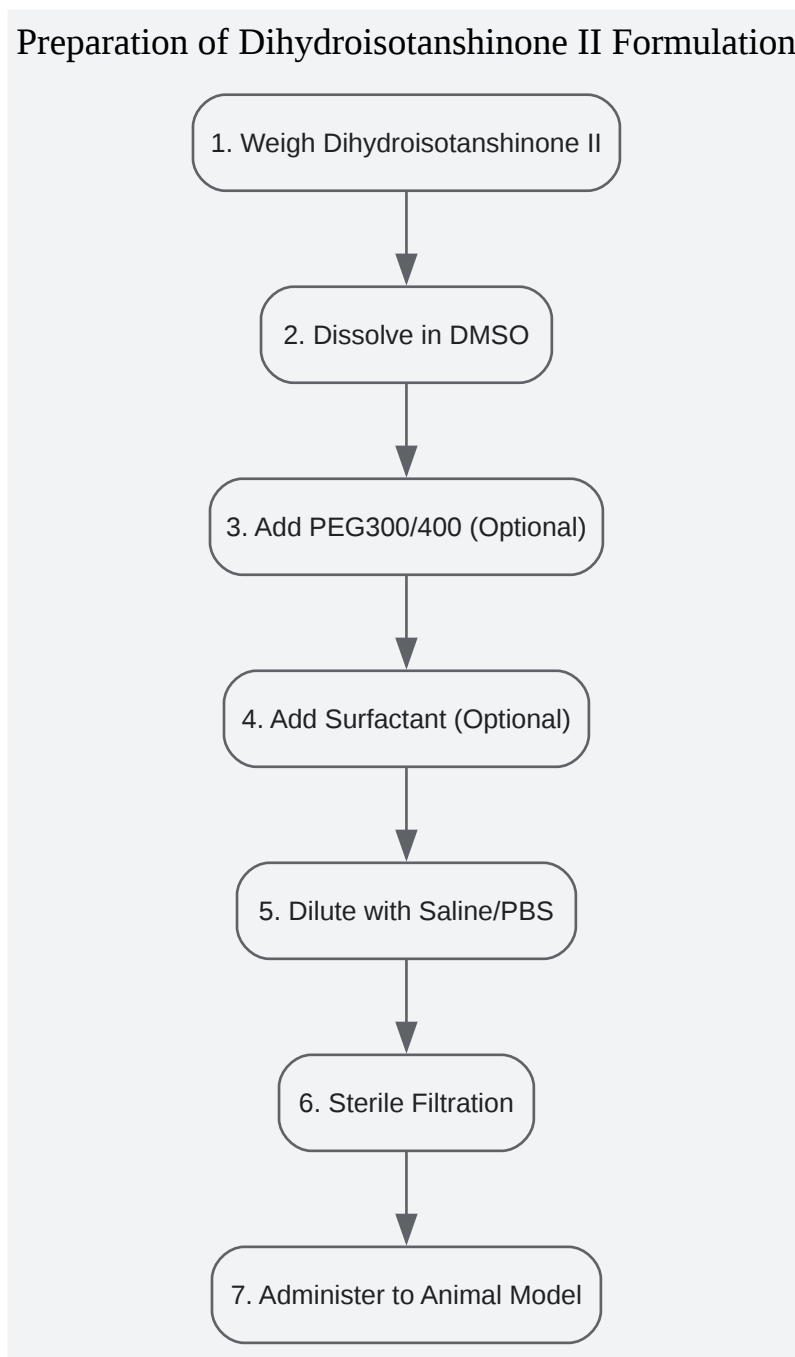 Preparation of Dihydroisotanshinone II Formulation
1. Weigh Dihydroisotanshinone II
2. Dissolve in DMSO
3. Add PEG300/400 (Optional)
4. Add Surfactant (Optional)
5. Dilute with Saline/PBS
6. Sterile Filtration
7. Administer to Animal Model